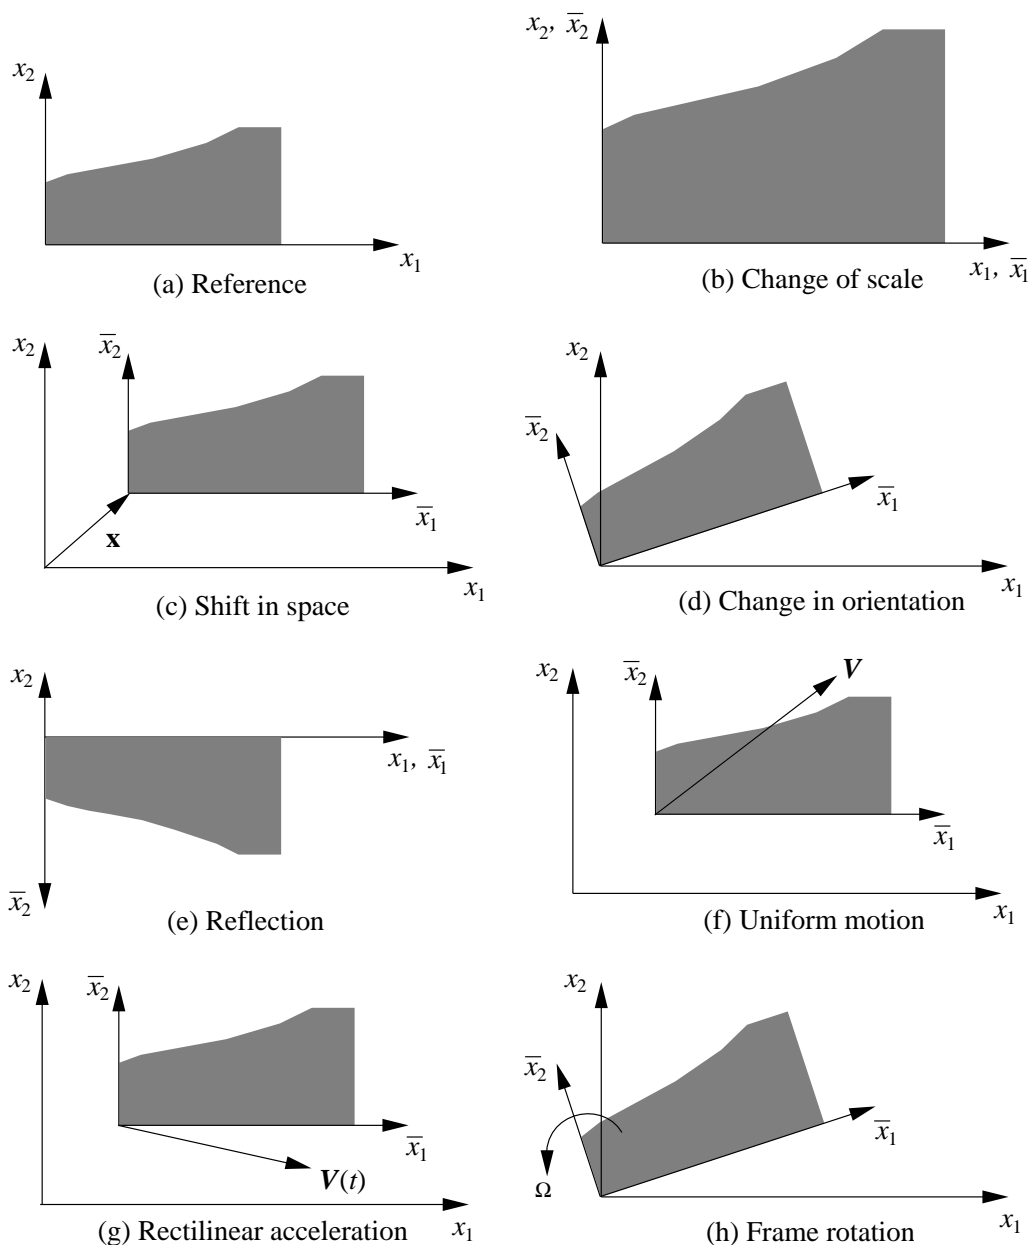 x₂
x₁
(a) Reference
x₂, x̅₂
x₁, x̅₁
(b) Change of scale
x₂
x̅₂
x̅₁
x
x₁
(c) Shift in space
x₂
x̅₂
x̅₁
x₁
(d) Change in orientation
x₂
x₁, x̅₁
x̅₂
(e) Reflection
x₂
x̅₂
V
x̅₁
x₁
(f) Uniform motion
x₂
x̅₂
x̅₁
V(t)
x₁
(g) Rectilinear acceleration
x₂
x̅₂
x̅₁
Ω
x₁
(h) Frame rotation